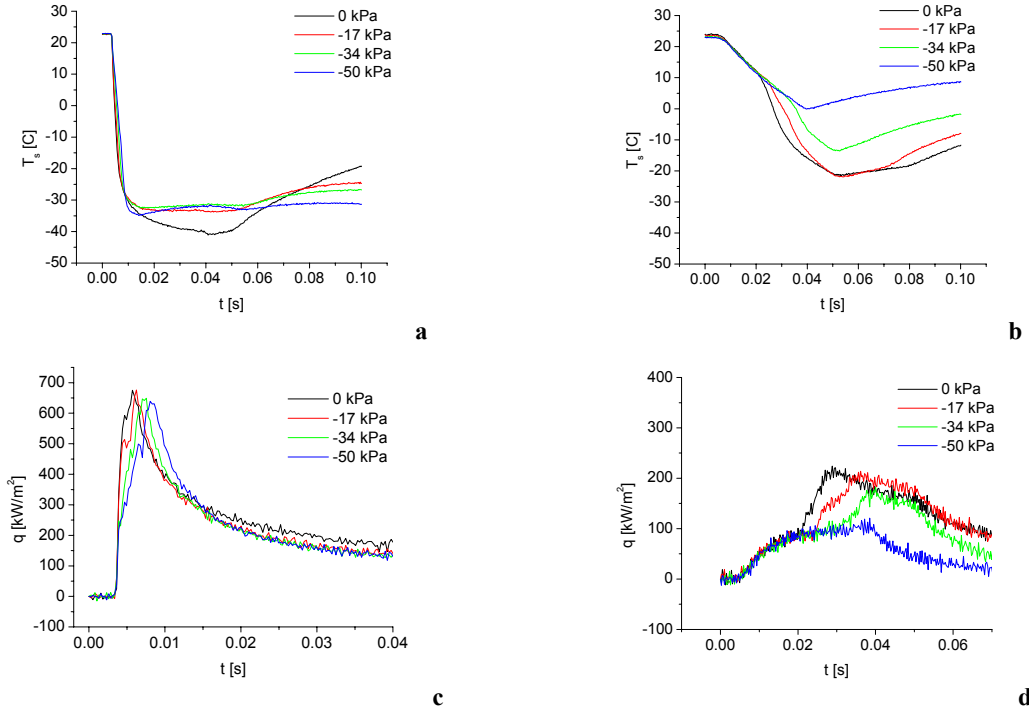 0 kPa
-17 kPa
-34 kPa
-50 kPa
30
20
10
0
-10
-20
-30
-40
-50
T_s [C]
0.00 0.02 0.04 0.06 0.08 0.10
t [s]
a
0 kPa
-17 kPa
-34 kPa
-50 kPa
30
20
10
0
-10
-20
-30
-40
-50
T_s [C]
0.00 0.02 0.04 0.06 0.08 0.10
t [s]
b
0 kPa
-17 kPa
-34 kPa
-50 kPa
700
600
500
400
300
200
100
0
-100
q [kW/m²]
0.00 0.01 0.02 0.03 0.04
t [s]
c
0 kPa
-17 kPa
-34 kPa
-50 kPa
400
300
200
100
0
-100
q [kW/m²]
0.00 0.02 0.04 0.06
t [s]
d